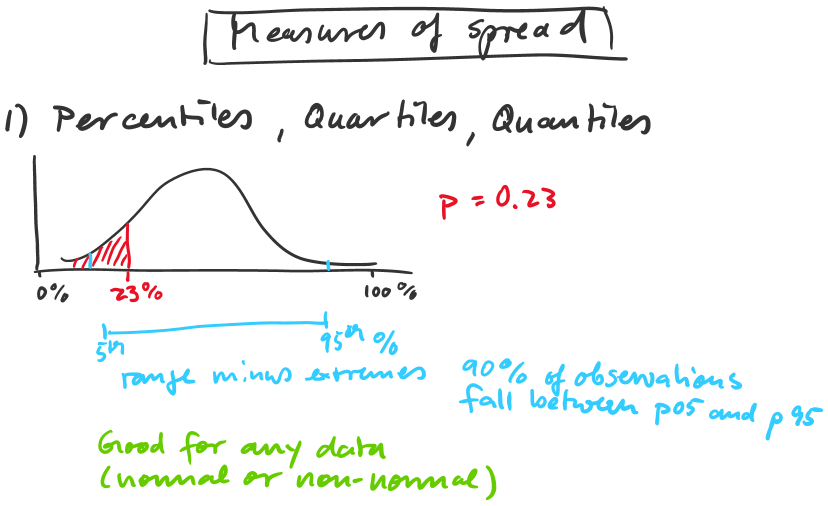 Measures of spread
1) Percentiles, Quartiles, Quantiles
p = 0.23
0%
23%
100%
5th
95th %
range minus extremes
90% of observations
fall between p05 and p95
Good for any data
(normal or non-normal)